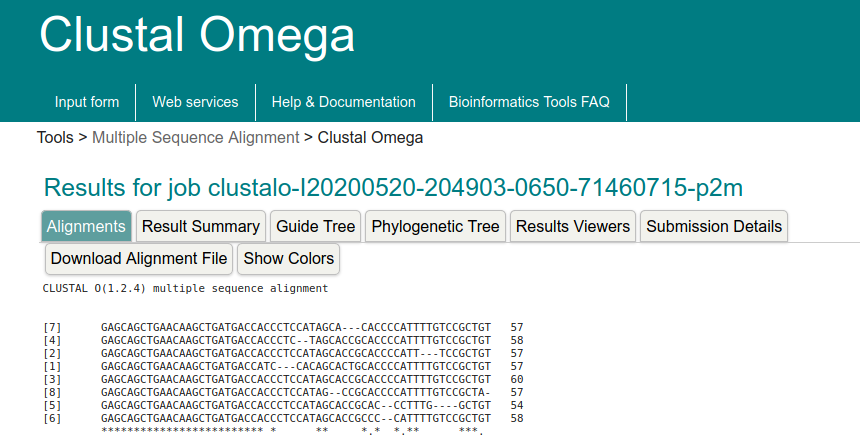 Clustal Omega
Input form Web services Help & Documentation Bioinformatics Tools FAQ
Tools > Multiple Sequence Alignment > Clustal Omega
Results for job clustalo-I20200520-204903-0650-71460715-p2m
Alignments Result Summary Guide Tree Phylogenetic Tree Results Viewers Submission Details
Download Alignment File Show Colors
CLUSTAL O(1.2.4) multiple sequence alignment
[7] GAGCAGCTGAACAAGCTGATGACCACCCTCCATAGCA---CACCCCATTTTGTCCGCTGT 57
[4] GAGCAGCTGAACAAGCTGATGACCACCCTC--TAGCACCGCACCCCATTTTGTCCGCTGT 58
[2] GAGCAGCTGAACAAGCTGATGACCACCCTCCATAGCACCGCACCCCATT---TCCGCTGT 57
[1] GAGCAGCTGAACAAGCTGATGACCATC---CACAGCACTGCACCCCATTTTGTCCGCTGT 57
[3] GAGCAGCTGAACAAGCTGATGACCACCCTCCATAGCACCGCACCCCATTTTGTCCGCTGT 60
[8] GAGCAGCTGAACAAGCTGATGACCACCCTCCATAG--CCGCACCCCATTTTGTCCGCTA- 57
[5] GAGCAGCTGAACAAGCTGATGACCACCCTCCATAGCACCGCAC--CCTTTG----GCTGT 54
[6] GAGCAGCTGAACAAGCTGATGACCACCCTCCATAGCACCGCCC--CATTTTGTCCGCTGT 58
************************* *      **     *.*  *.**      ***.